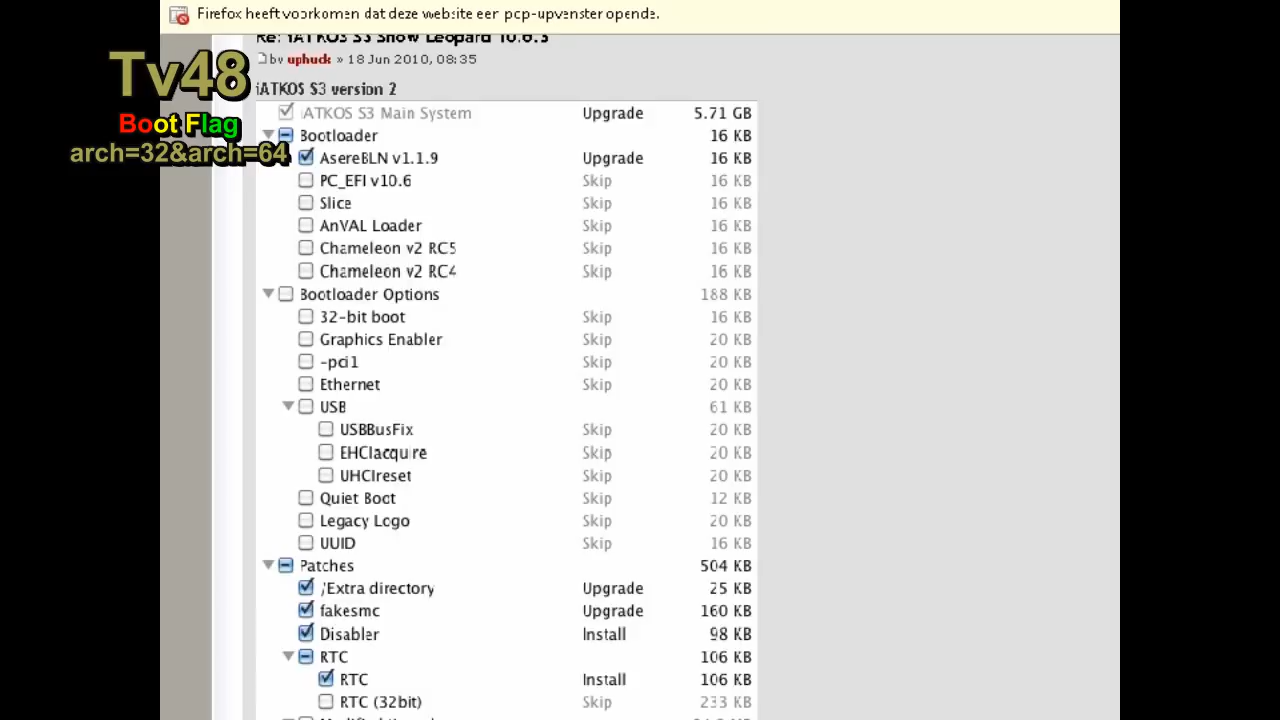 Firefox heeft voorkomen dat deze website een pop-upvenster opende.
Re: iATKOS S3 Snow Leopard 10.6.3
by uphuck » 18 Jun 2010, 08:35
Tv48
Boot Flag
arch=32&arch=64
iATKOS S3 version 2
iATKOS S3 Main System Upgrade 5.71 GB
Bootloader 16 KB
AsereBLN v1.1.9 Upgrade 16 KB
PC_EFI v10.6 Skip 16 KB
Slice Skip 16 KB
AnVAL Loader Skip 16 KB
Chameleon v2 RC5 Skip 16 KB
Chameleon v2 RC4 Skip 16 KB
Bootloader Options 188 KB
32-bit boot Skip 16 KB
Graphics Enabler Skip 20 KB
-pci1 Skip 20 KB
Ethernet Skip 20 KB
USB 61 KB
USBBusFix Skip 20 KB
EHCIacquire Skip 20 KB
UHCIreset Skip 20 KB
Quiet Boot Skip 12 KB
Legacy Logo Skip 20 KB
UUID Skip 16 KB
Patches 504 KB
/Extra directory Upgrade 25 KB
fakesmc Upgrade 160 KB
Disabler Install 98 KB
RTC 106 KB
RTC Install 106 KB
RTC (32bit) Skip 233 KB